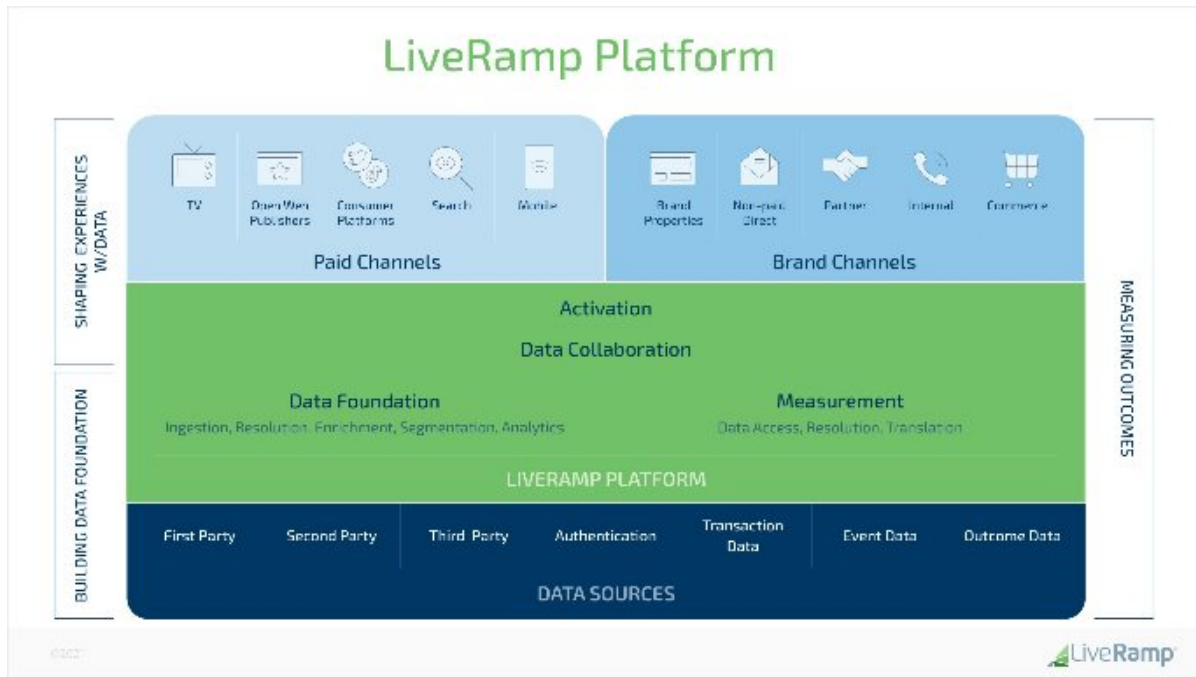 LiveRamp Platform
SHAPING EXPERIENCES
W/DATA
TV
Open Wen
Publishers
Consumer
Platforms
Search
Mobile
Paid Channels
Brand
Properties
Non-paid
Direct
Partner
Internal
Commerce
Brand Channels
Activation
Data Collaboration
Data Foundation
Ingestion, Resolution, Enrichment, Segmentation, Analytics
Measurement
Data Access, Resolution, Translation
LIVERAMP PLATFORM
BUILDING DATA FOUNDATION
First Party
Second Party
Third Party
Authentication
Transaction
Data
Event Data
Outcome Data
DATA SOURCES
MEASURING OUTCOMES
©2021
LiveRamp